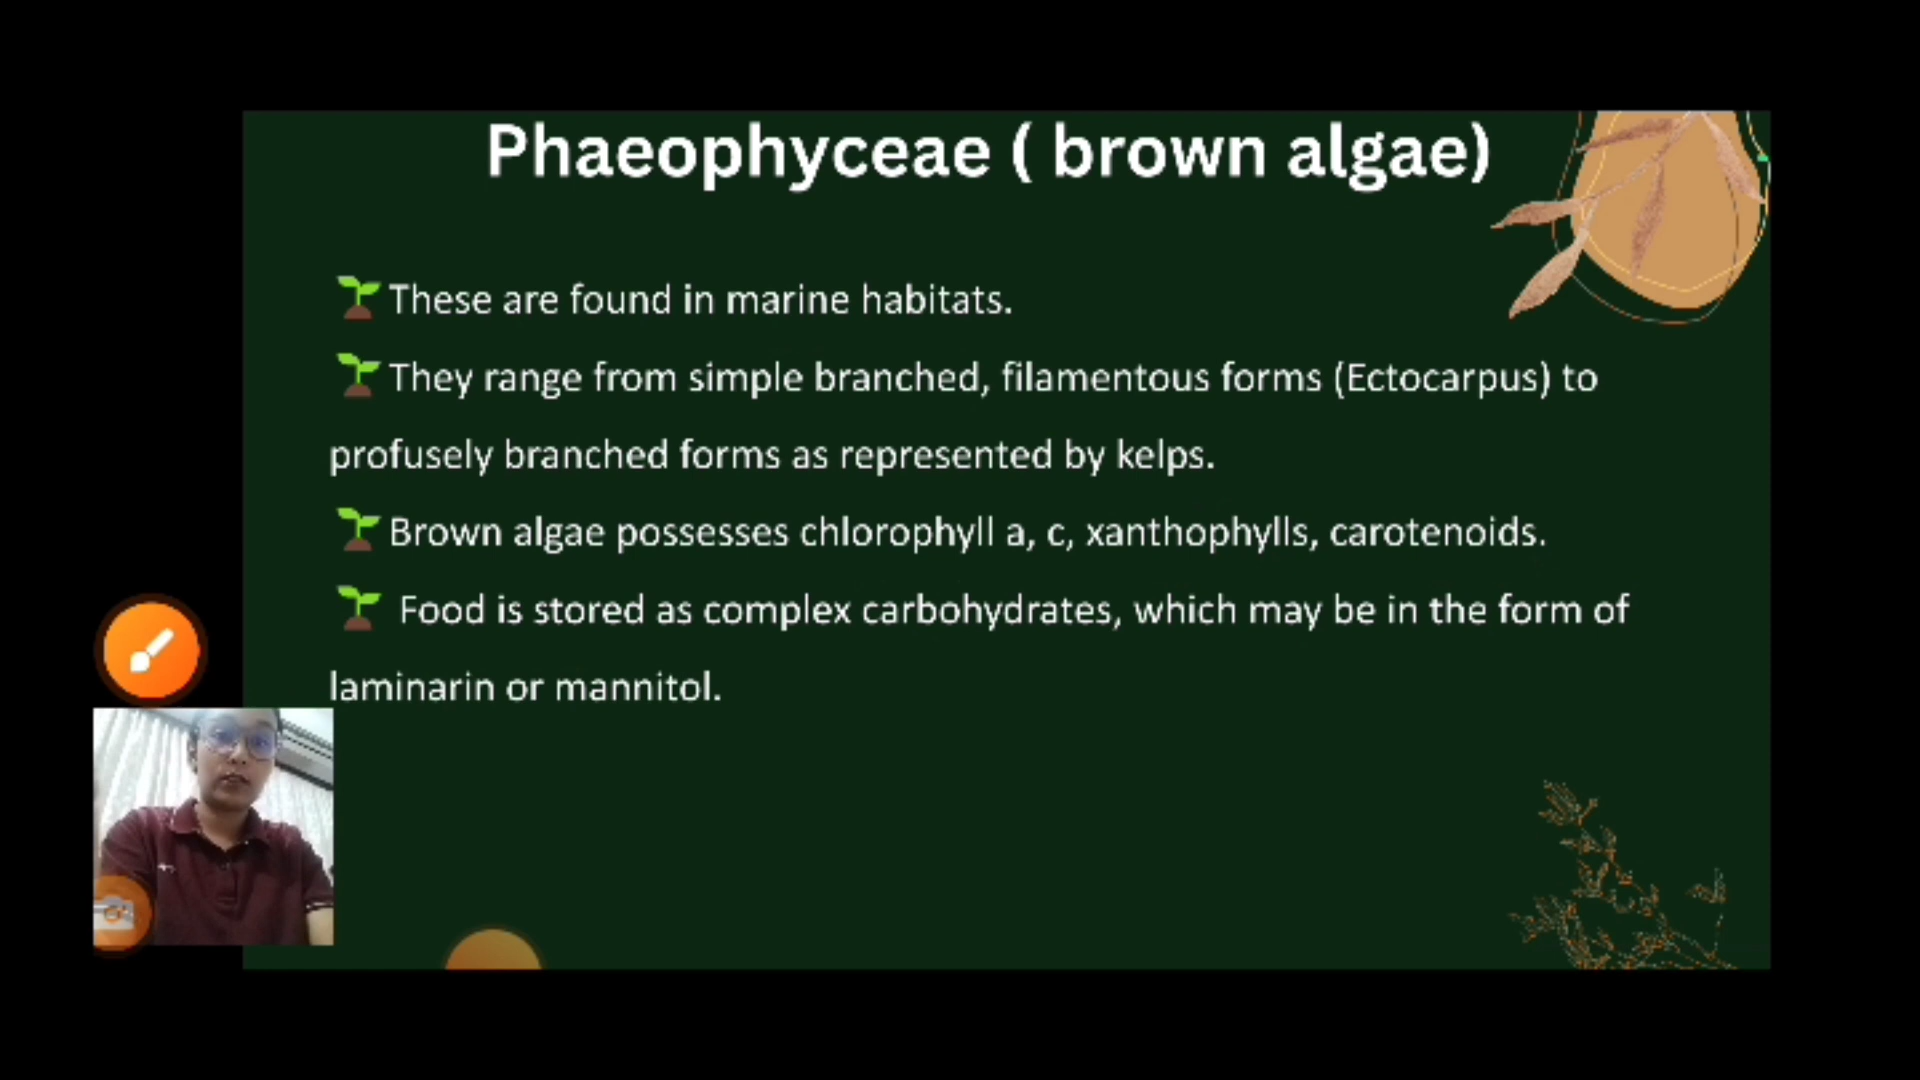 Phaeophyceae ( brown algae)
These are found in marine habitats.
They range from simple branched, filamentous forms (Ectocarpus) to
profusely branched forms as represented by kelps.
Brown algae possesses chlorophyll a, c, xanthophylls, carotenoids.
Food is stored as complex carbohydrates, which may be in the form of
laminarin or mannitol.